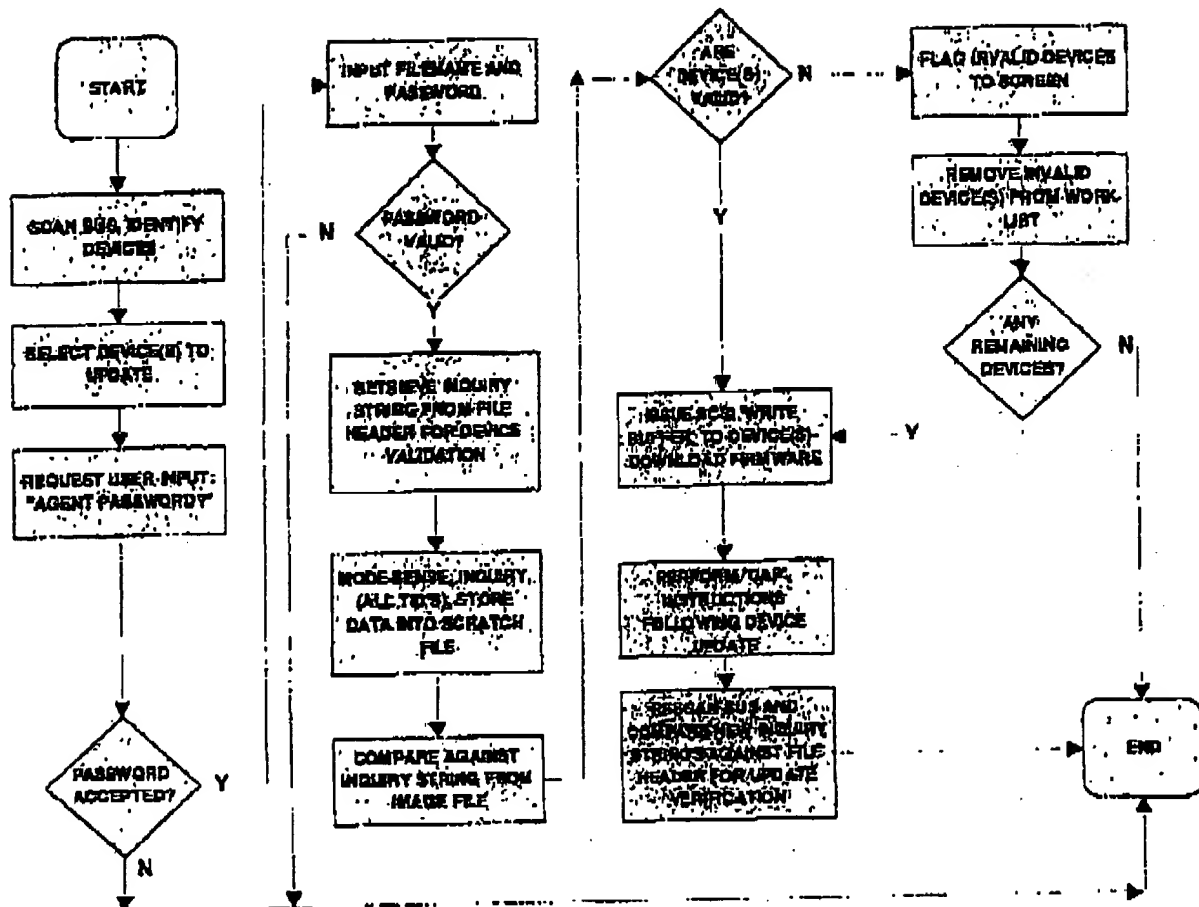 START
SCAN BUS, IDENTIFY
DEVICES
SELECT DEVICE(S) TO
UPDATE
REQUEST USER INPUT:
"AGENT PASSWORD?"
PASSWORD
ACCEPTED?
Y
N
INPUT FILENAME AND
PASSWORD
PASSWORD
VALID?
N
Y
RETRIEVE INQUIRY
STRING FROM FILE
HEADER FOR DEVICE
VALIDATION
MODE SENSE, INQUIRY,
(ALL TID'S), STORE
DATA INTO SCRATCH
FILE
COMPARE AGAINST
INQUIRY STRING FROM
IMAGE FILE
ARE
DEVICE(S)
VALID?
N
Y
ISSUE SCSI WRITE
BUFFER TO DEVICE(S)
DOWNLOAD FIRMWARE
PERFORM
INSTRUCTIONS
FOLLOWING DEVICE
UPDATE
RESCAN BUS AND
COMPARE NEW INQUIRY
STRINGS AGAINST FILE
HEADER FOR UPDATE
VERIFICATION
FLAG INVALID DEVICES
TO SCREEN
REMOVE INVALID
DEVICE(S) FROM WORK
LIST
ANY
REMAINING
DEVICES?
N
Y
END